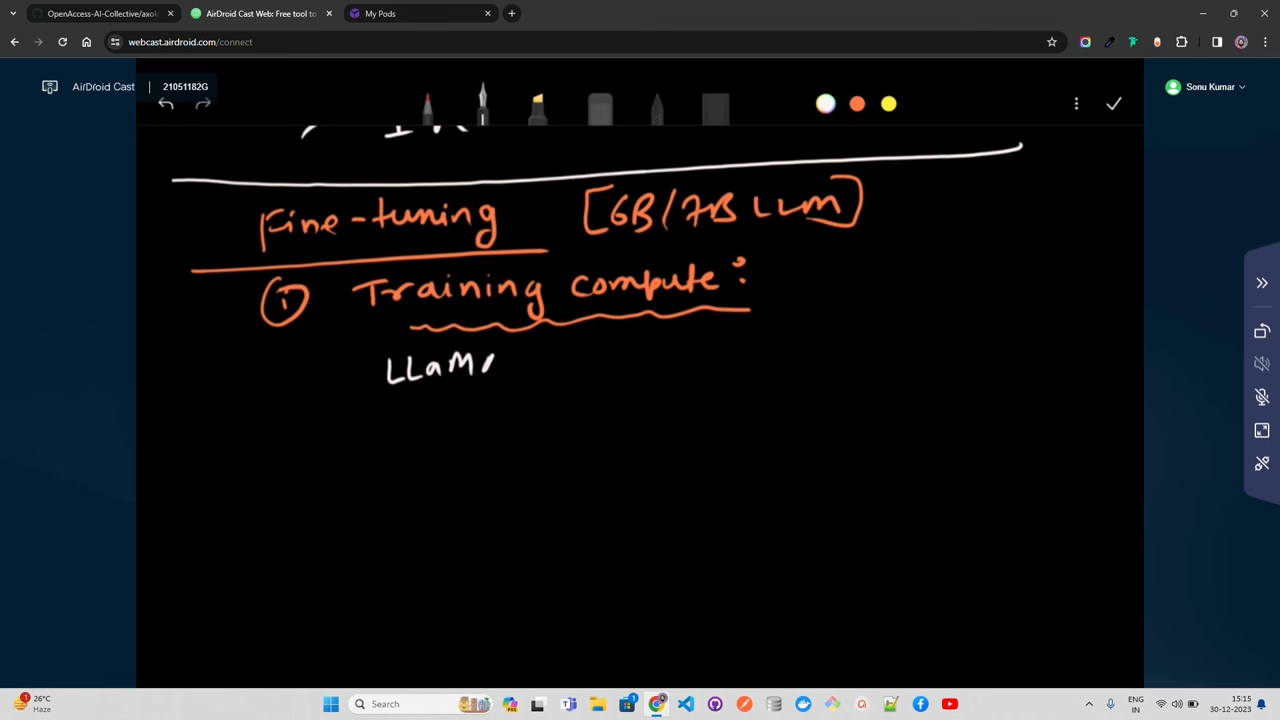 OpenAccess-AI-Collective/axolo
AirDroid Cast Web: Free tool to
My Pods
webcast.airdroid.com/connect
AirDroid Cast
21051182G
Sonu Kumar
Fine-tuning [6B/7B LLM]
① Training compute:
LLaM
26°C
Haze
1
Search
1
ENG
IN
15:15
30-12-2023